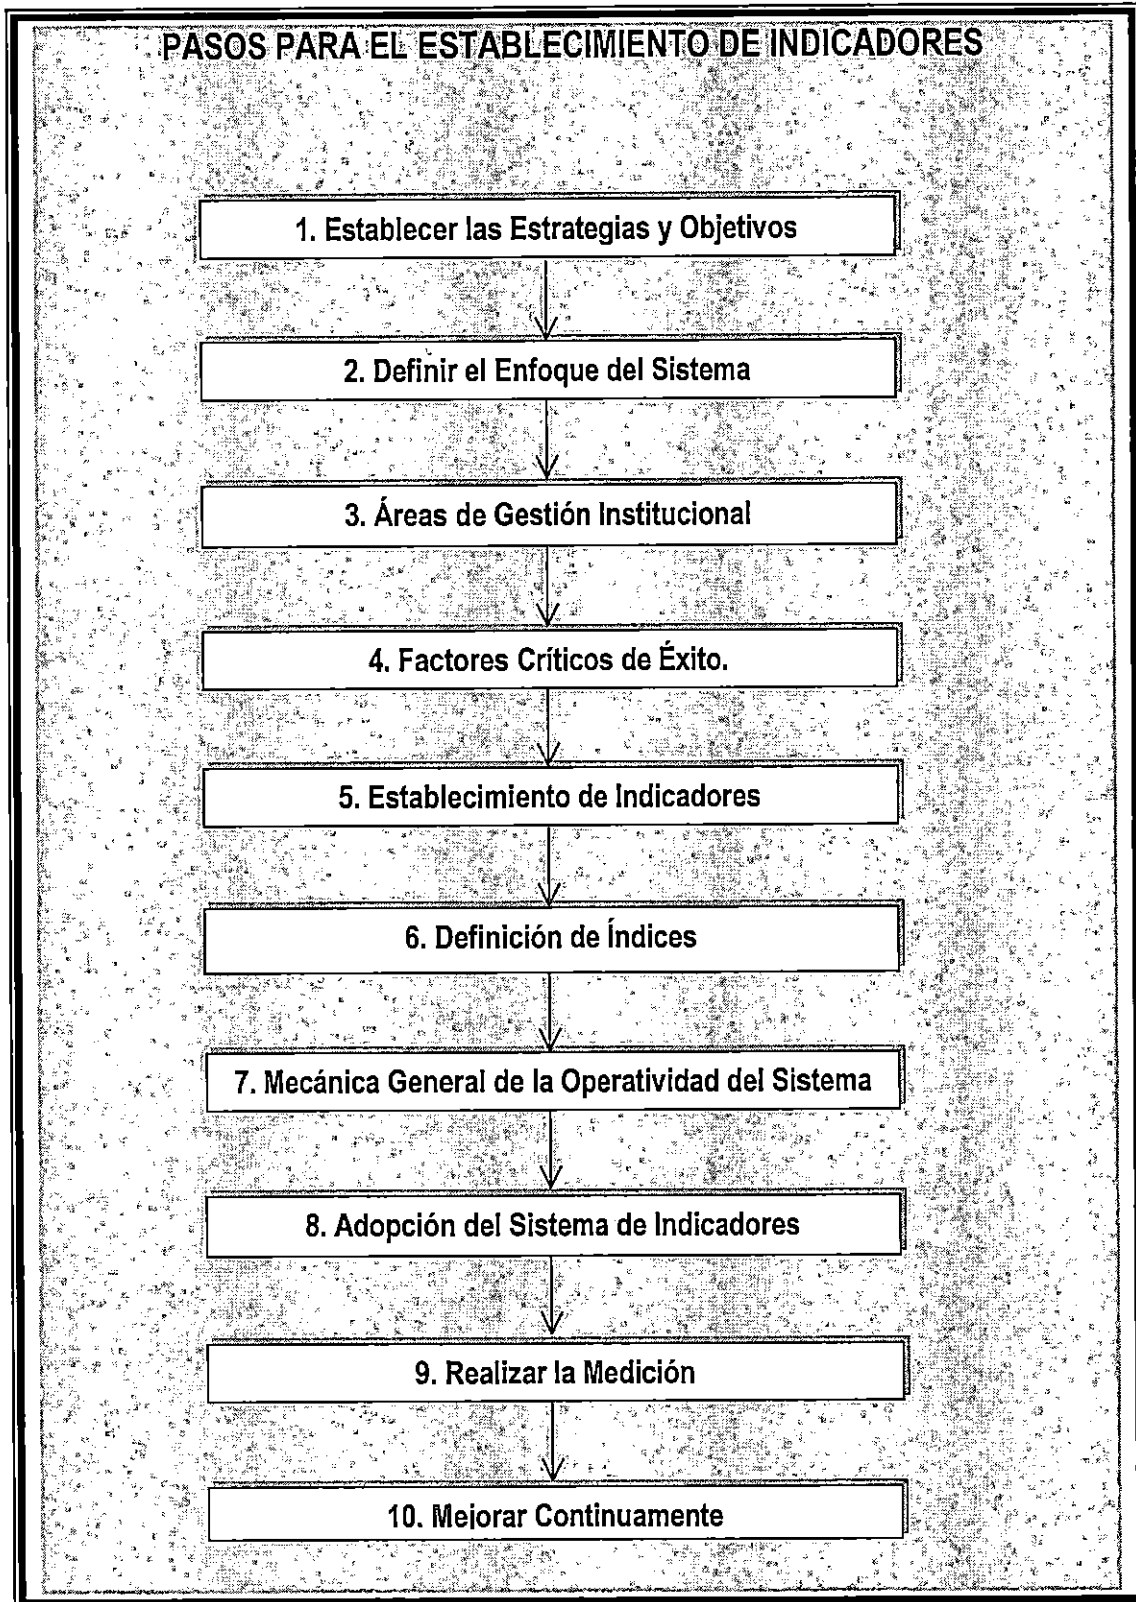 PASOS PARA EL ESTABLECIMIENTO DE INDICADORES
1. Establecer las Estrategias y Objetivos
2. Definir el Enfoque del Sistema
3. Áreas de Gestión Institucional
4. Factores Críticos de Éxito.
5. Establecimiento de Indicadores
6. Definición de Índices
7. Mecánica General de la Operatividad del Sistema
8. Adopción del Sistema de Indicadores
9. Realizar la Medición
10. Mejorar Continuamente